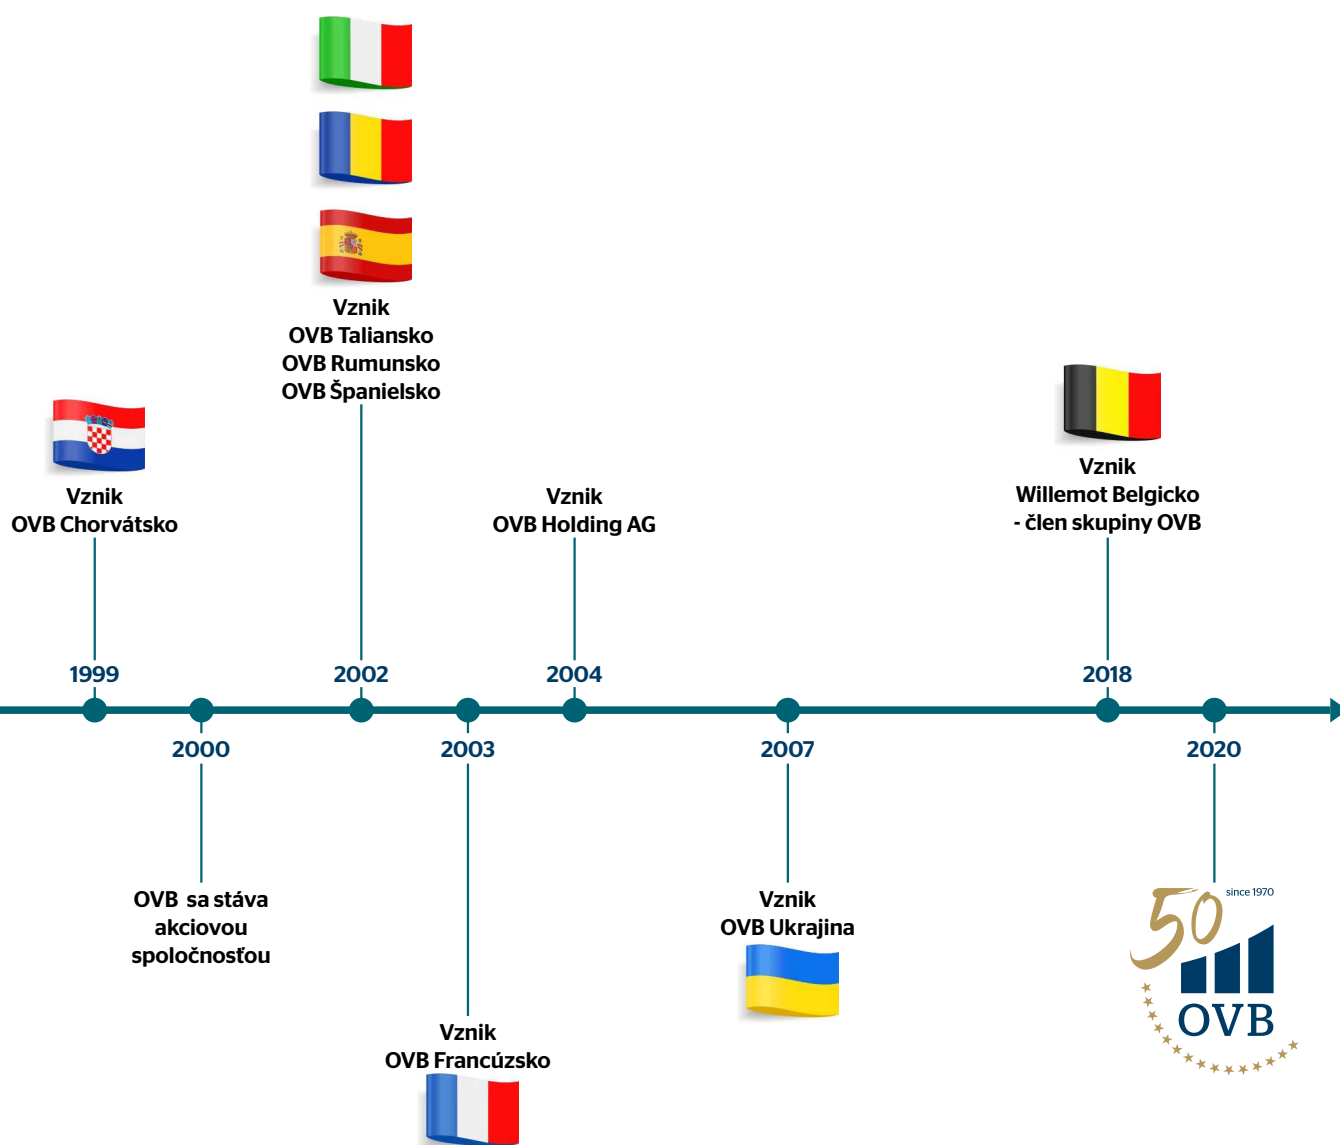 Vznik
OVB Taliansko
OVB Rumunsko
OVB Španielsko
Vznik
OVB Chorvátsko
Vznik
OVB Holding AG
Vznik
Willemot Belgicko
- člen skupiny OVB
1999
2002
2004
2018
2000
2003
2007
2020
OVB sa stáva
akciovou
spoločnosťou
Vznik
OVB Francúzsko
Vznik
OVB Ukrajina
50
since 1970
OVB